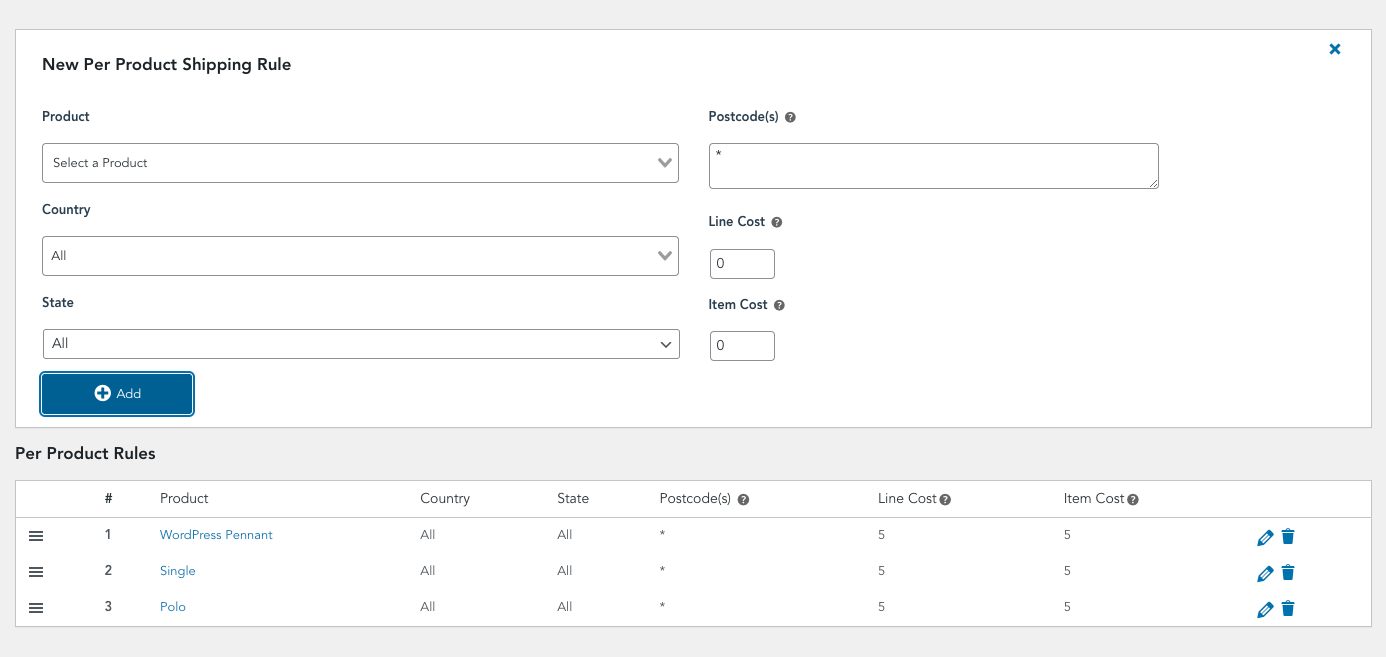 New Per Product Shipping Rule
Product
Select a Product
Country
All
State
All
Add
Postcode(s)
*
Line Cost
0
Item Cost
0
Per Product Rules
# Product Country State Postcode(s) Line Cost Item Cost
1 WordPress Pennant All All * 5 5
2 Single All All * 5 5
3 Polo All All * 5 5